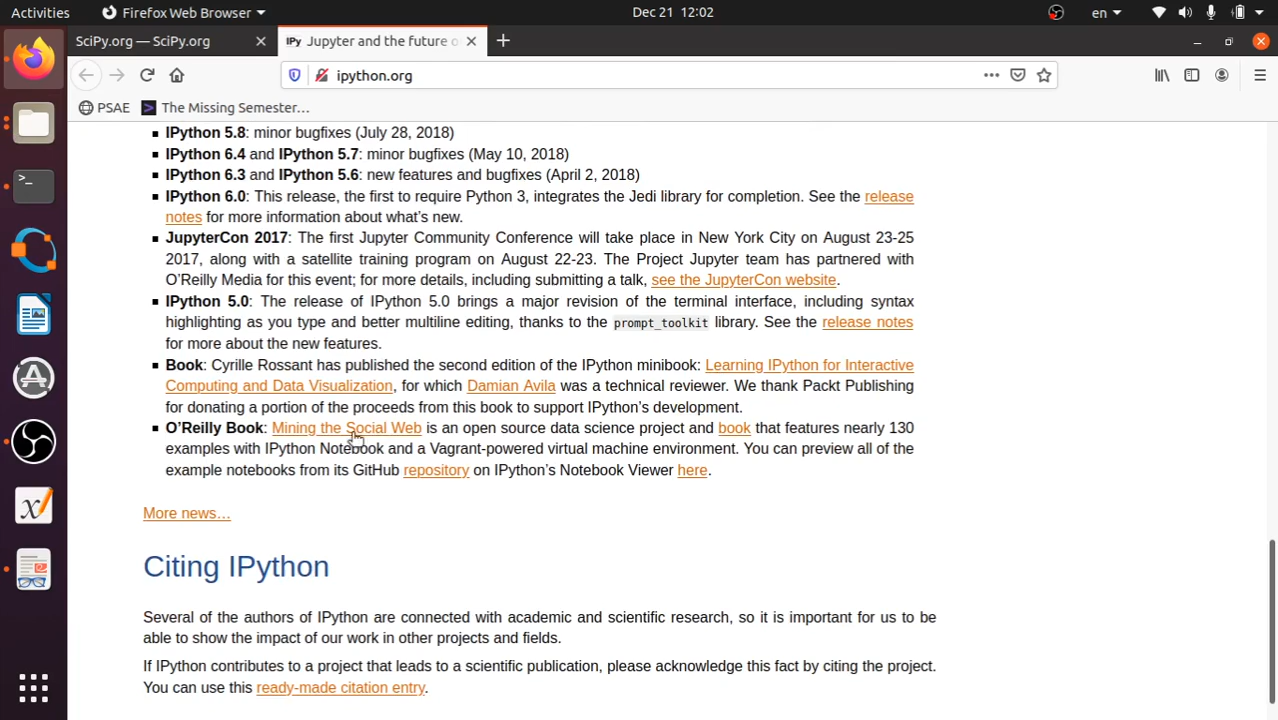 Activities
Firefox Web Browser
Dec 21 12:02
en
SciPy.org — SciPy.org
IPy Jupyter and the future o
ipython.org
PSAE
The Missing Semester…
IPython 5.8: minor bugfixes (July 28, 2018)
IPython 6.4 and IPython 5.7: minor bugfixes (May 10, 2018)
IPython 6.3 and IPython 5.6: new features and bugfixes (April 2, 2018)
IPython 6.0: This release, the first to require Python 3, integrates the Jedi library for completion. See the release
notes for more information about what’s new.
JupyterCon 2017: The first Jupyter Community Conference will take place in New York City on August 23-25
2017, along with a satellite training program on August 22-23. The Project Jupyter team has partnered with
O’Reilly Media for this event; for more details, including submitting a talk, see the JupyterCon website.
IPython 5.0: The release of IPython 5.0 brings a major revision of the terminal interface, including syntax
highlighting as you type and better multiline editing, thanks to the prompt_toolkit library. See the release notes
for more about the new features.
Book: Cyrille Rossant has published the second edition of the IPython minibook: Learning IPython for Interactive
Computing and Data Visualization, for which Damian Avila was a technical reviewer. We thank Packt Publishing
for donating a portion of the proceeds from this book to support IPython’s development.
O’Reilly Book: Mining the Social Web is an open source data science project and book that features nearly 130
examples with IPython Notebook and a Vagrant-powered virtual machine environment. You can preview all of the
example notebooks from its GitHub repository on IPython’s Notebook Viewer here.
More news…
Citing IPython
Several of the authors of IPython are connected with academic and scientific research, so it is important for us to be
able to show the impact of our work in other projects and fields.
If IPython contributes to a project that leads to a scientific publication, please acknowledge this fact by citing the project.
You can use this ready-made citation entry.